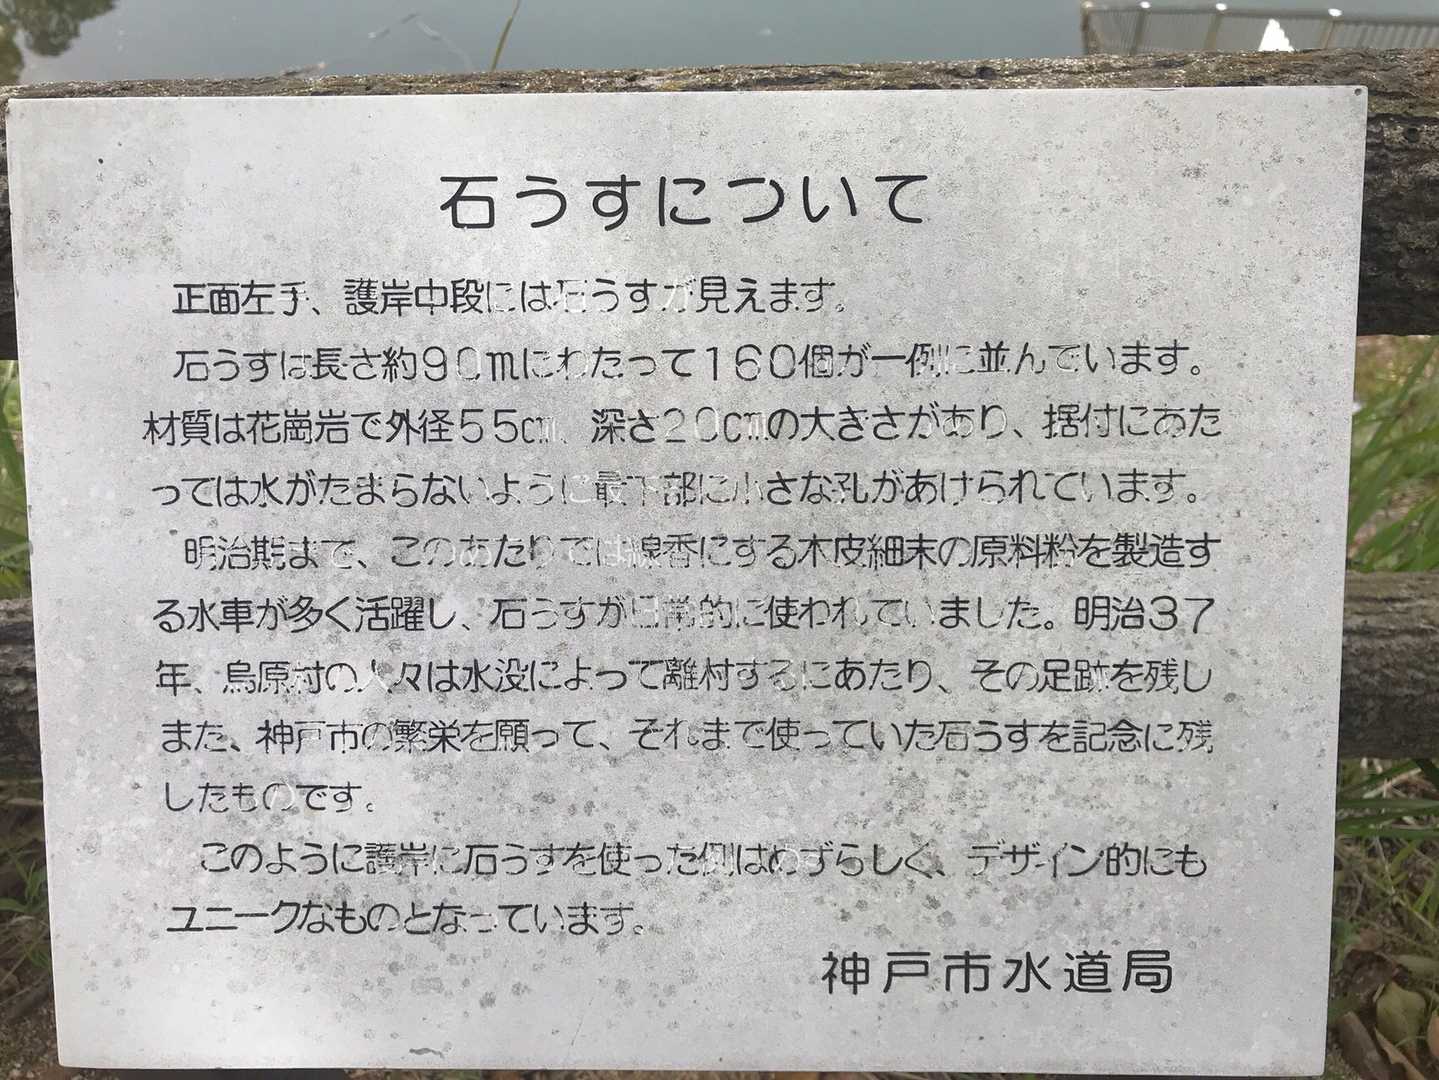 石うすについて
正面左手、護岸中段には石うすが見えます。
石うすは長さ約90mにわたって160個が一例に並んでいます。
材質は花崗岩で外径55cm、深さ20cmの大きさがあり、据付にあた
っては水がたまらないように最下部に小さな孔があけられています。
明治期まで、このあたりでは線香にする木皮細末の原料粉を製造す
る水車が多く活躍し、石うすが日常的に使われていました。明治37
年、烏原村の人々は水没によって離村するにあたり、その足跡を残し
また、神戸市の繁栄を願って、それまで使っていた石うすを記念に残
したものです。
このように護岸に石うすを使った例はめずらしく、デザイン的にも
ユニークなものとなっています。
神戸市水道局